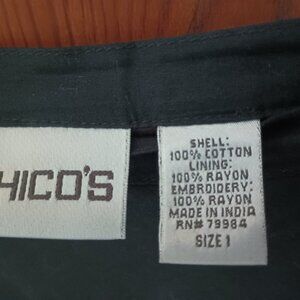 HICO'S
SHELL:
100% COTTON
LINING:
100% RAYON
EMBROIDERY:
100% RAYON
MADE IN INDIA
RN# 79984
SIZE 1